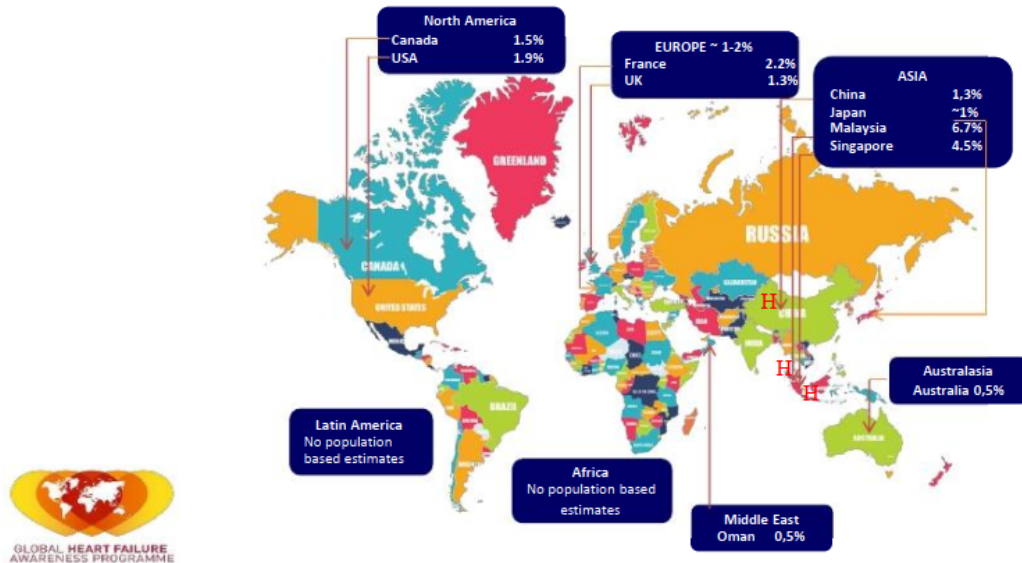 North America
Canada 1.5%
USA 1.9%
EUROPE ~ 1-2%
France 2.2%
UK 1.3%
ASIA
China 1,3%
Japan ~1%
Malaysia 6.7%
Singapore 4.5%
GREENLAND
RUSSIA
CANADA
UNITED STATES
KAZAKHSTAN
H
CHINA
IRAN
INDIA
H
H
BRAZIL
AUSTRALIA
Australasia
Australia 0,5%
Latin America
No population
based estimates
Africa
No population based
estimates
Middle East
Oman 0,5%
GLOBAL HEART FAILURE
AWARENESS PROGRAMME